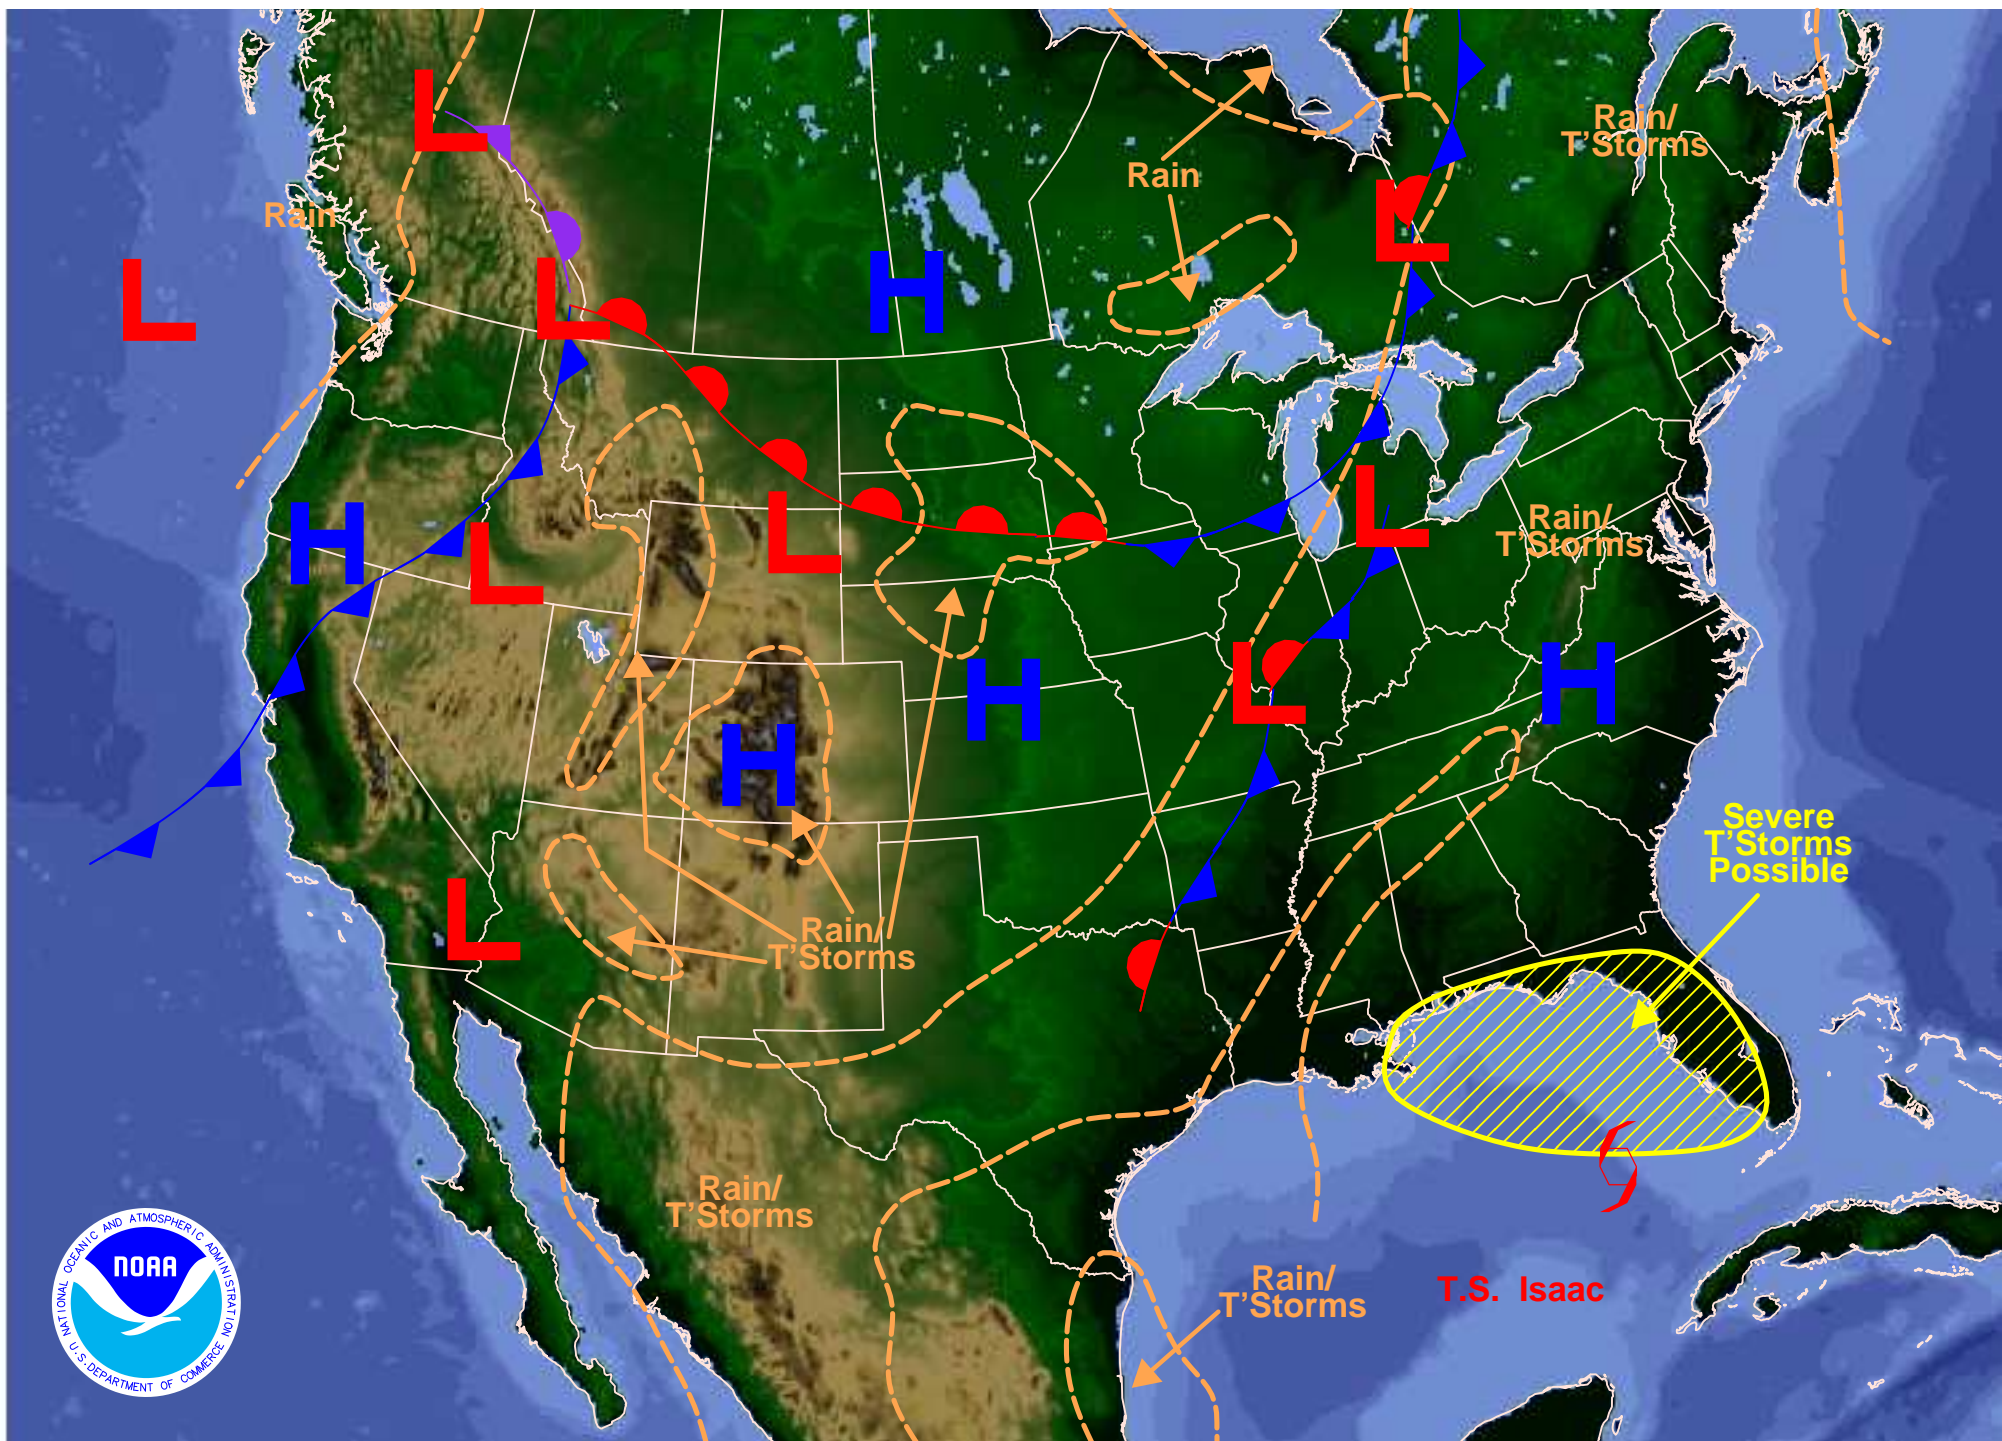 L
Rain/
T'Storms
Rain
Rain
L
H
L
L
L
L
H
L
L
L
Rain/
T'Storms
H
H
L
H
Severe
T'Storms
Possible
L
Rain/
T'Storms
H
Rain/
T'Storms
Rain/
T'Storms
T.S. Isaac
NATIONAL OCEANIC AND ATMOSPHERIC ADMINISTRATION
NOAA
U.S. DEPARTMENT OF COMMERCE